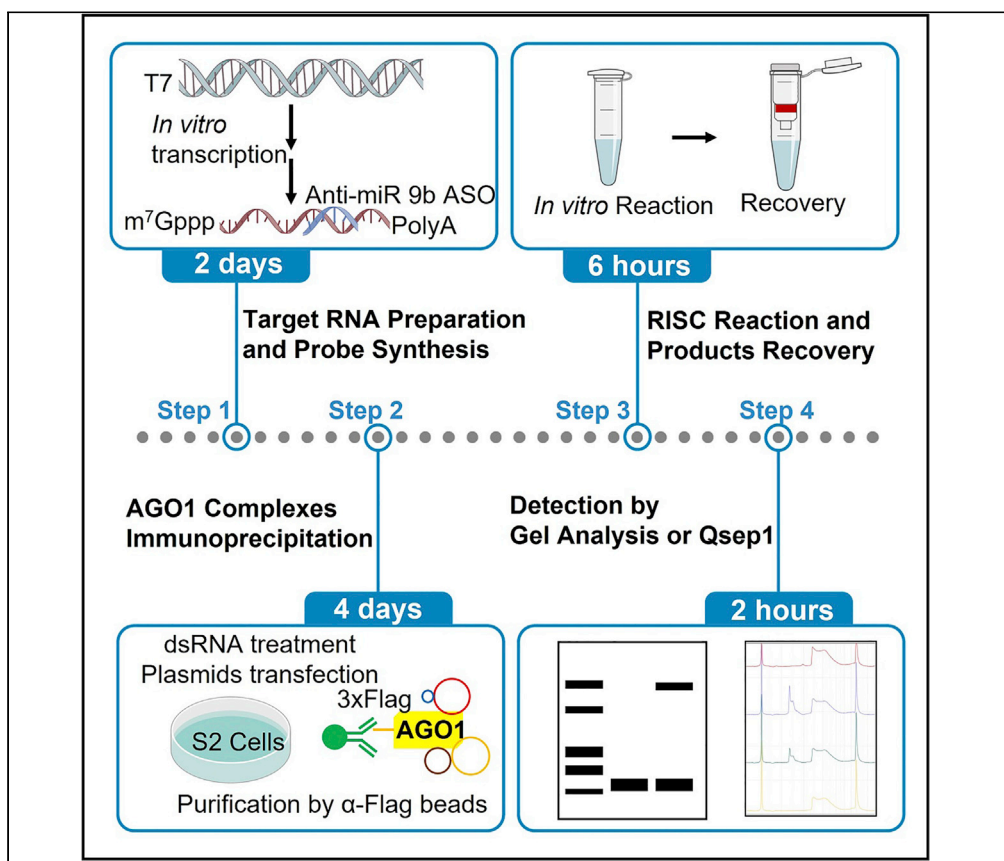 T7
In vitro
transcription
Anti-miR 9b ASO
m⁷Gppp
PolyA
2 days
In vitro Reaction
Recovery
6 hours
Target RNA Preparation
and Probe Synthesis
RISC Reaction and
Products Recovery
Step 1
Step 2
Step 3
Step 4
AGO1 Complexes
Immunoprecipitation
Detection by
Gel Analysis or Qsep1
4 days
dsRNA treatment
Plasmids transfection
3xFlag
AGO1
S2 Cells
Purification by α-Flag beads
2 hours